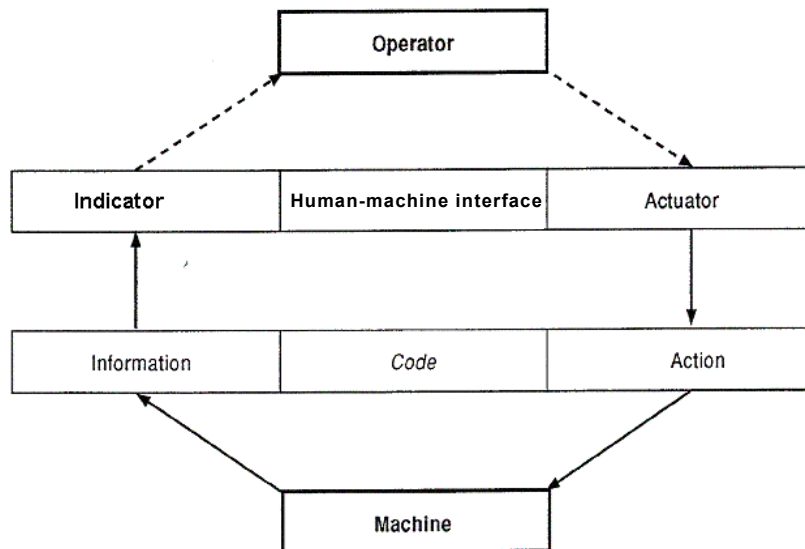 Operator
Indicator
Human-machine interface
Actuator
Information
Code
Action
Machine